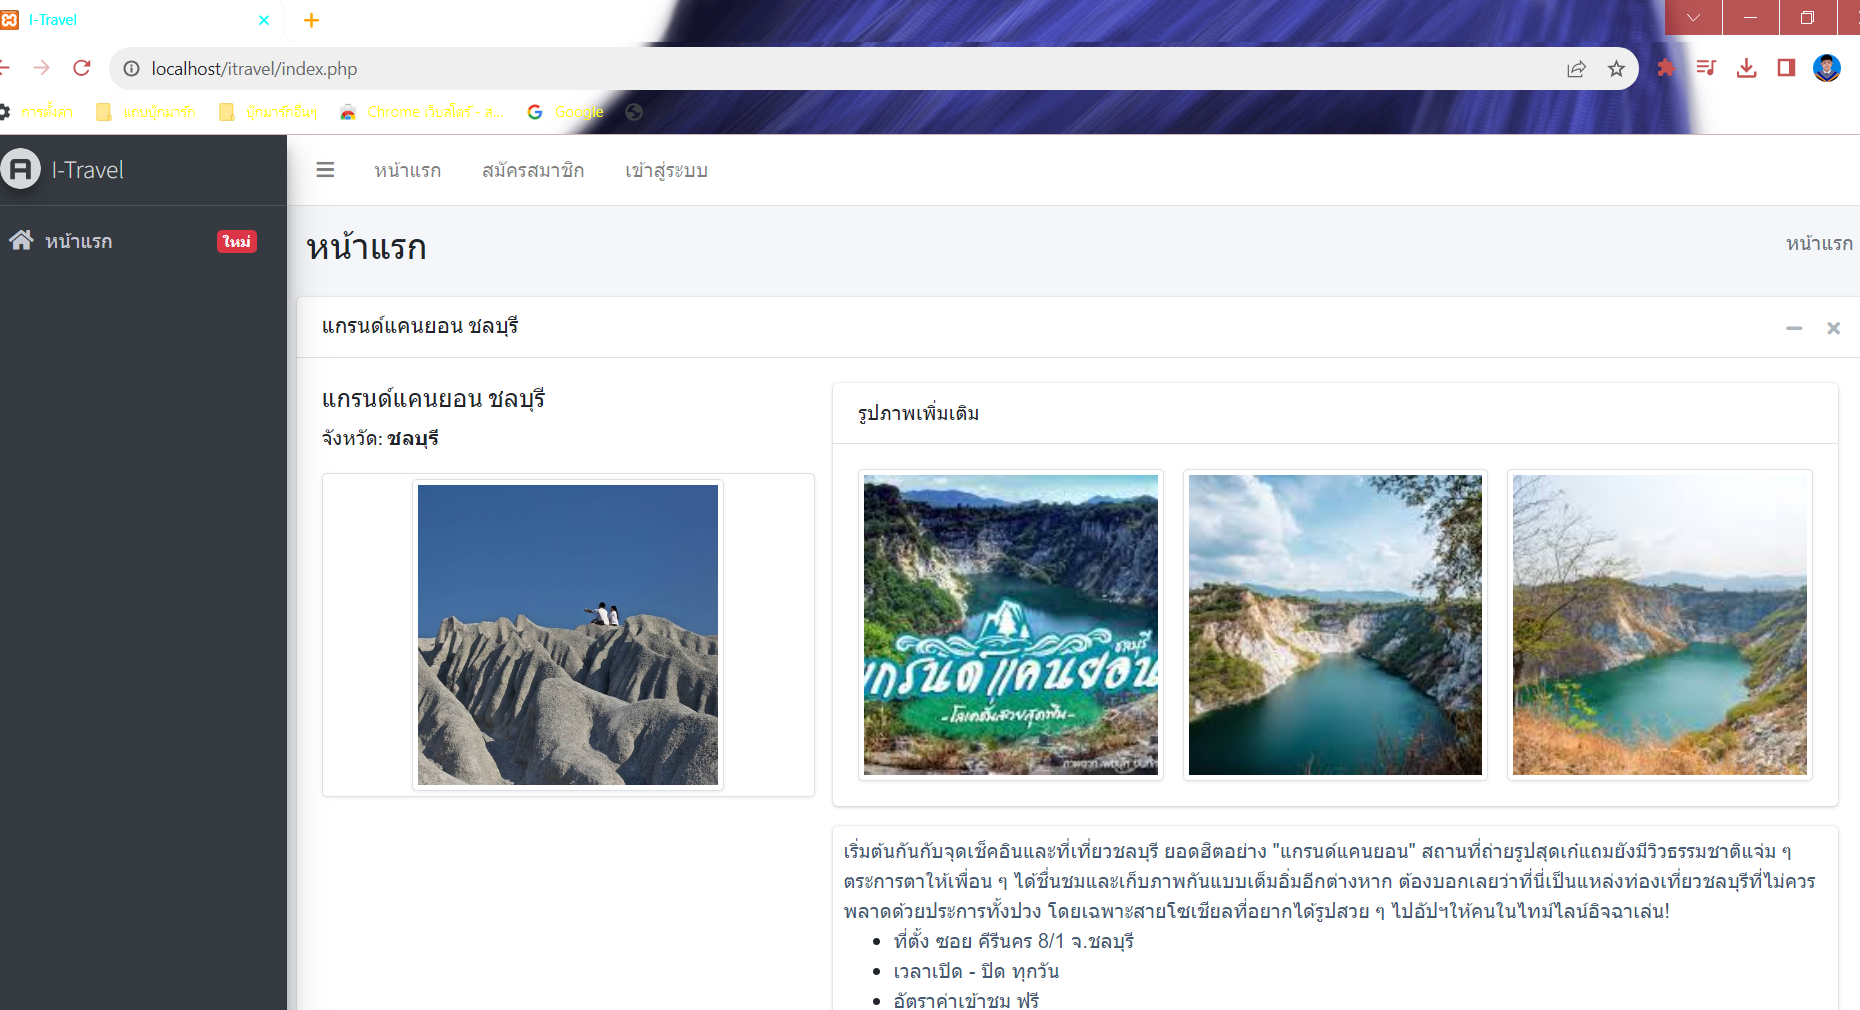 I-Travel
localhost/itravel/index.php
การตั้งค่า
แถบบุ๊กมาร์ก
บุ๊กมาร์กอื่นๆ
Chrome เว็บสโตร์ - ส...
Google
I-Travel
หน้าแรก
สมัครสมาชิก
เข้าสู่ระบบ
หน้าแรก
ใหม่
หน้าแรก
หน้าแรก
แกรนด์แคนยอน ชลบุรี
แกรนด์แคนยอน ชลบุรี
จังหวัด: ชลบุรี
รูปภาพเพิ่มเติม
ชลบุรี
แกรนด์แคนยอน
เริ่มต้นกันกับจุดเช็คอินและที่เที่ยวชลบุรี ยอดฮิตอย่าง "แกรนด์แคนยอน" สถานที่ถ่ายรูปสุดเก๋แถมยังมีวิวธรรมชาติแจ่ม ๆ
ตระการตาให้เพื่อน ๆ ได้ชื่นชมและเก็บภาพกันแบบเต็มอิ่มอีกต่างหาก ต้องบอกเลยว่าที่นี่เป็นแหล่งท่องเที่ยวชลบุรีที่ไม่ควร
พลาดด้วยประการทั้งปวง โดยเฉพาะสายโซเชียลที่อยากได้รูปสวย ๆ ไปอัปฯให้คนในไทม์ไลน์อิจฉาเล่น!
ที่ตั้ง ซอย คีรีนคร 8/1 จ.ชลบุรี
เวลาเปิด - ปิด ทุกวัน
อัตราค่าเข้าชม ฟรี